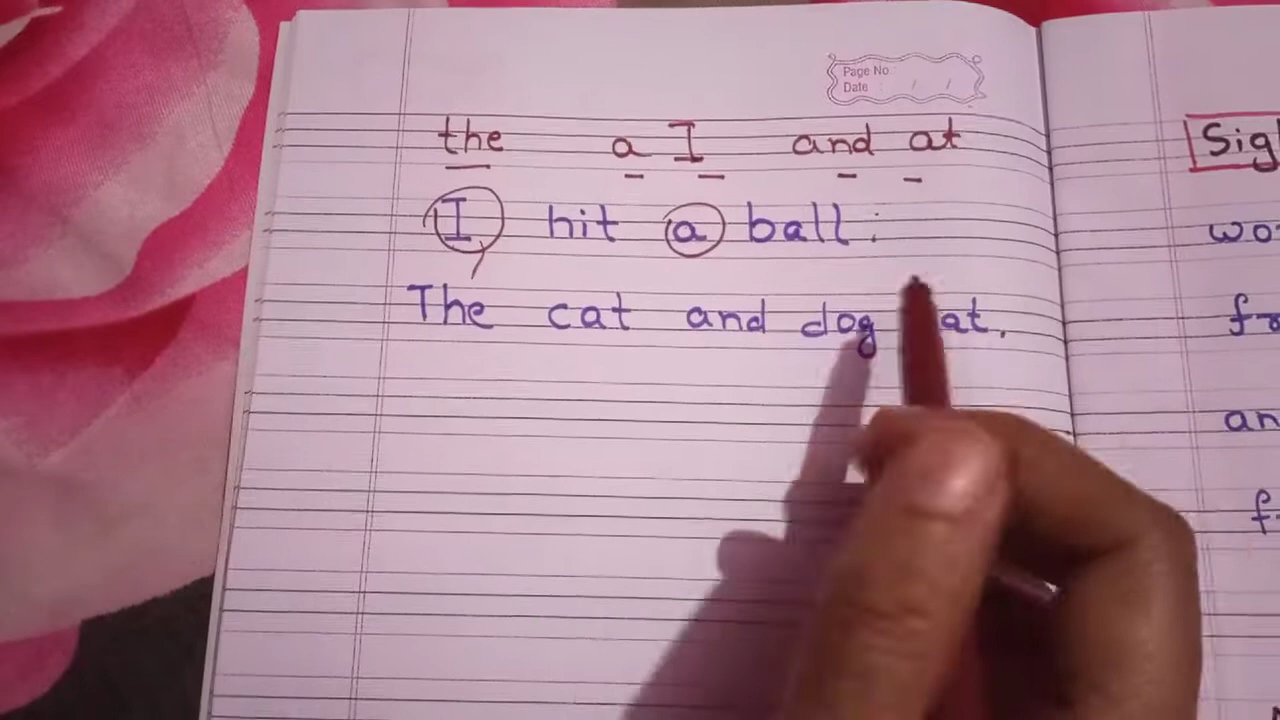 Page No
Date / /
the a I and at
I hit a ball.
The cat and dog
Sig
wo
an